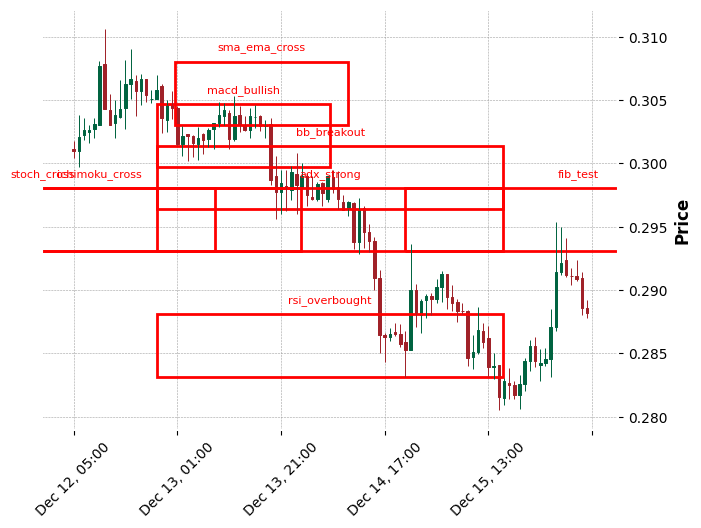 sma_ema_cross
macd_bullish
bb_breakout
stoch_cross
ichimoku_cross
adx_strong
fib_test
rsi_overbought
0.310
0.305
0.300
0.295
0.290
0.285
0.280
Price
Dec 12, 05:00
Dec 13, 01:00
Dec 13, 21:00
Dec 14, 17:00
Dec 15, 13:00